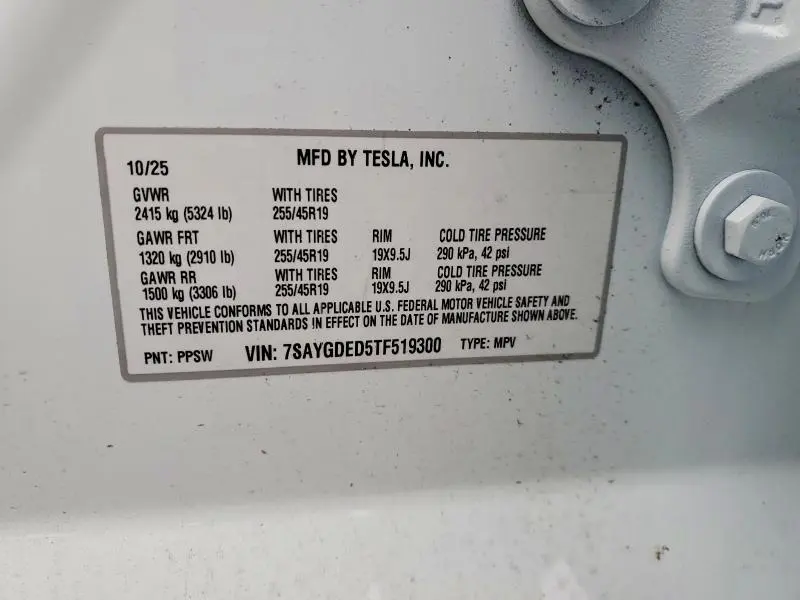 10/25 MFD BY TESLA, INC.
GVWR WITH TIRES
2415 kg (5324 lb) 255/45R19
GAWR FRT WITH TIRES RIM COLD TIRE PRESSURE
1320 kg (2910 lb) 255/45R19 19X9.5J 290 kPa, 42 psi
GAWR RR WITH TIRES RIM COLD TIRE PRESSURE
1500 kg (3306 lb) 255/45R19 19X9.5J 290 kPa, 42 psi
THIS VEHICLE CONFORMS TO ALL APPLICABLE U.S. FEDERAL MOTOR VEHICLE SAFETY AND
THEFT PREVENTION STANDARDS IN EFFECT ON THE DATE OF MANUFACTURE SHOWN ABOVE.
PNT: PPSW VIN: 7SAYGDED5TF519300 TYPE: MPV